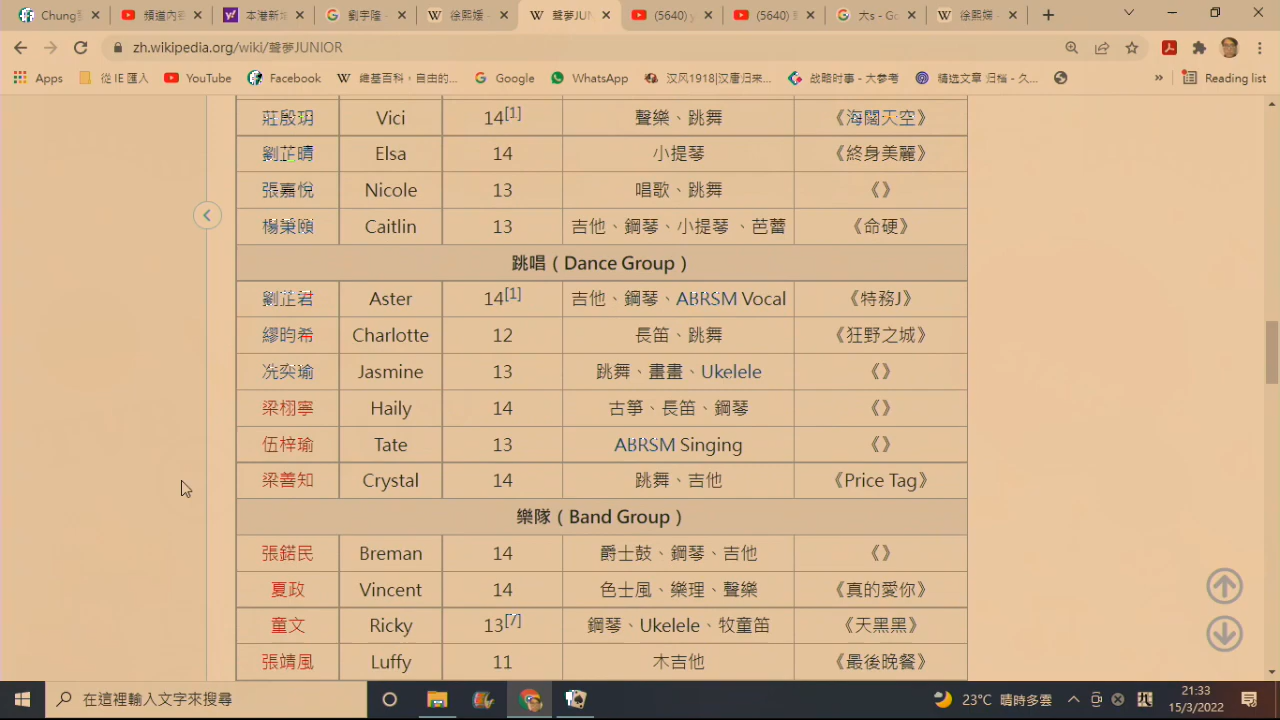 Chung
頻道內容
本港新地
劉宇隆 -
徐熙媛 -
聲夢JUN
(5640) y
(5640)
大s - Go
徐熙媛 -
zh.wikipedia.org/wiki/聲夢JUNIOR
Apps 從 IE 匯入 YouTube Facebook 維基百科，自由的... Google WhatsApp 汉风1918|汉唐归来... 战略时事 - 大参考 精选文章 归档 - 久... » Reading list
莊殷玥 Vici 14[1] 聲樂、跳舞 《海闊天空》
劉芷晴 Elsa 14 小提琴 《終身美麗》
張嘉悅 Nicole 13 唱歌、跳舞 《》
楊秉頤 Caitlin 13 吉他、鋼琴、小提琴 、芭蕾 《命硬》
跳唱（Dance Group）
劉芷君 Aster 14[1] 吉他、鋼琴、ABRSM Vocal 《特務J》
繆昀希 Charlotte 12 長笛、跳舞 《狂野之城》
冼奕瑜 Jasmine 13 跳舞、畫畫、Ukelele 《》
梁栩寧 Haily 14 古箏、長笛、鋼琴 《》
伍梓瑜 Tate 13 ABRSM Singing 《》
梁善知 Crystal 14 跳舞、吉他 《Price Tag》
樂隊（Band Group）
張鍩民 Breman 14 爵士鼓、鋼琴、吉他 《》
夏政 Vincent 14 色士風、樂理、聲樂 《真的愛你》
童文 Ricky 13[7] 鋼琴、Ukelele、牧童笛 《天黑黑》
張靖風 Luffy 11 木吉他 《最後晚餐》
在這裡輸入文字來搜尋
23°C 晴時多雲
21:33
15/3/2022